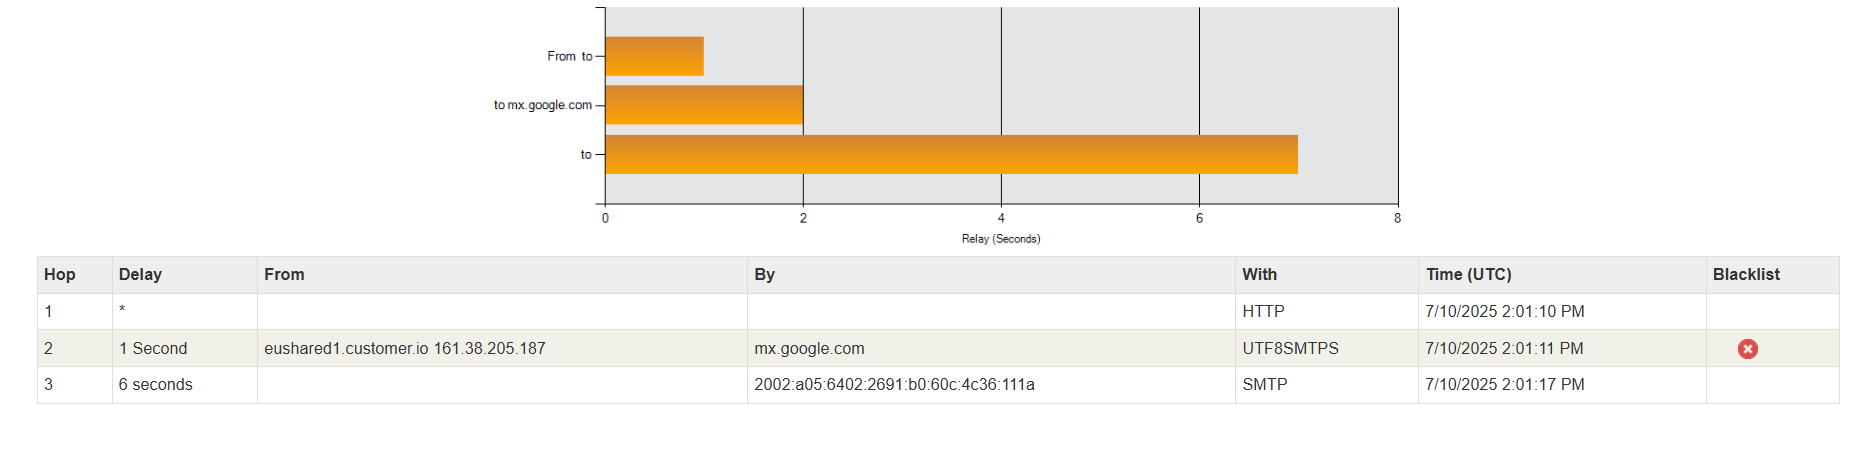 From to
to mx.google.com
to
0 2 4 6 8
Relay (Seconds)
Hop Delay From By With Time (UTC) Blacklist
1 * HTTP 7/10/2025 2:01:10 PM
2 1 Second eushared1.customer.io 161.38.205.187 mx.google.com UTF8SMTPS 7/10/2025 2:01:11 PM
3 6 seconds 2002:a05:6402:2691:b0:60c:4c36:111a SMTP 7/10/2025 2:01:17 PM